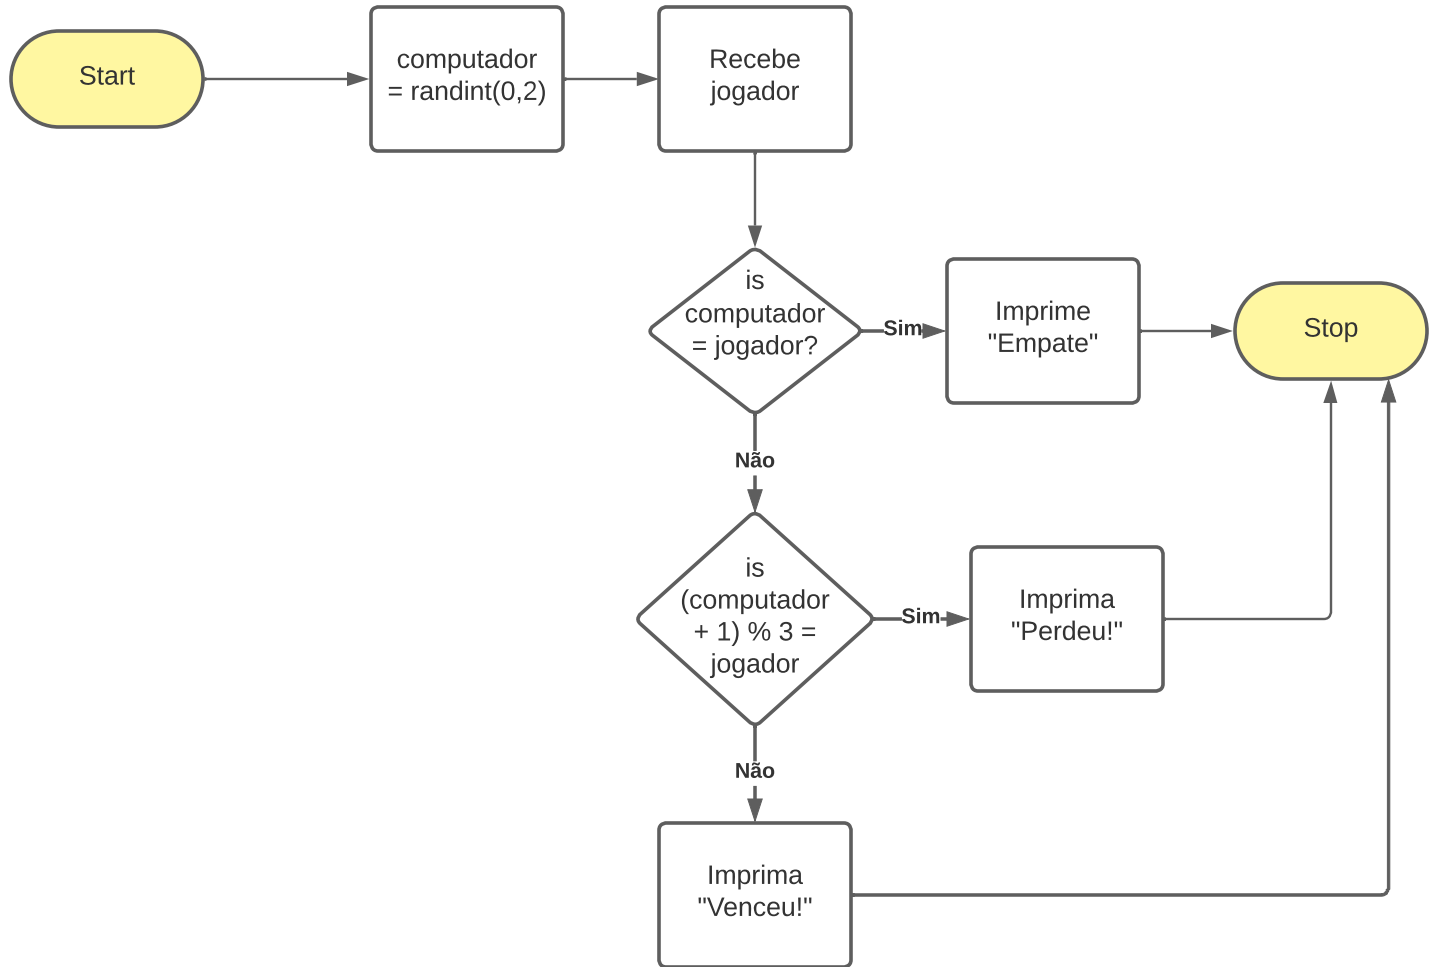 Start
computador
= randint(0,2)
Recebe
jogador
is
computador
= jogador?
Sim
Imprime
"Empate"
Stop
Não
is
(computador
+ 1) % 3 =
jogador
Sim
Imprima
"Perdeu!"
Não
Imprima
"Venceu!"